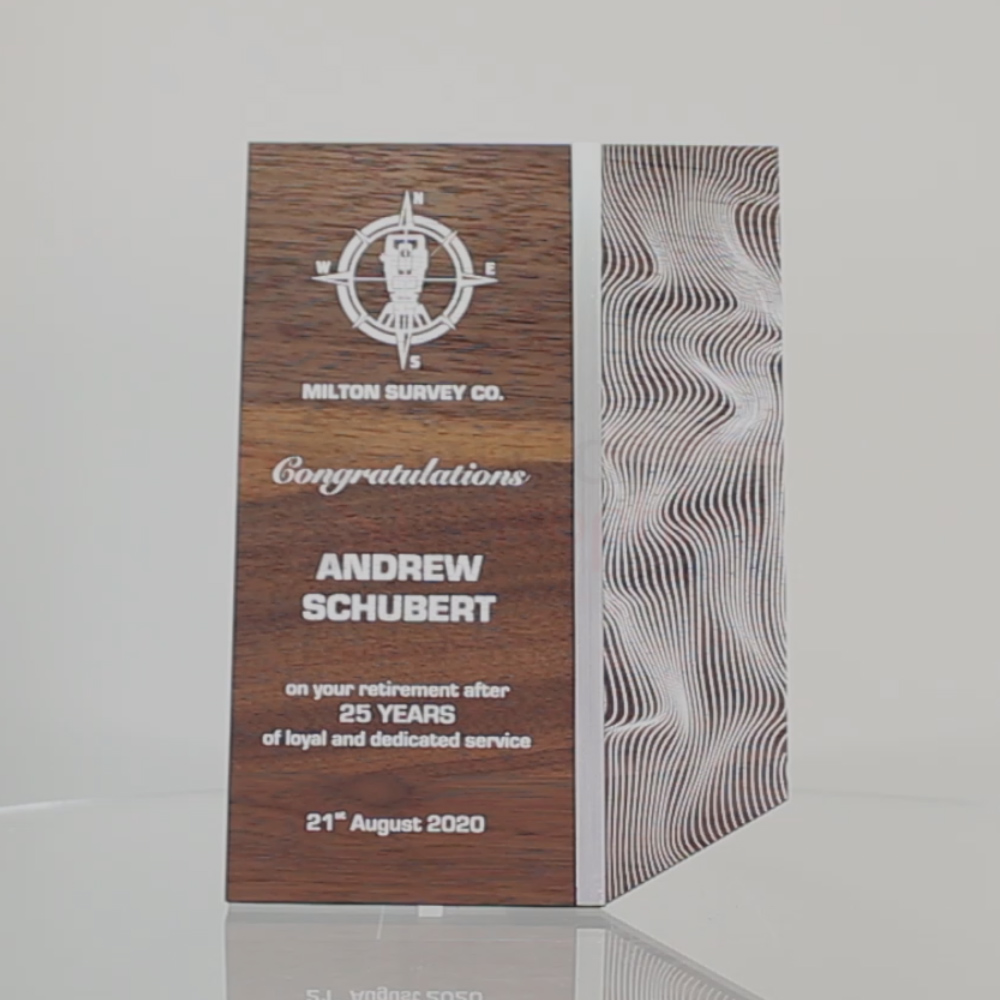 N
W E
S
MILTON SURVEY CO.
Congratulations
ANDREW
SCHUBERT
on your retirement after
25 YEARS
of loyal and dedicated service
21st August 2020